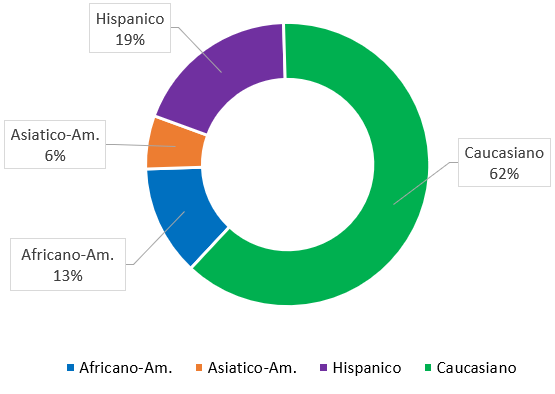 Hispanico
19%
Asiatico-Am.
6%
Caucasiano
62%
Africano-Am.
13%
Africano-Am. Asiatico-Am. Hispanico Caucasiano